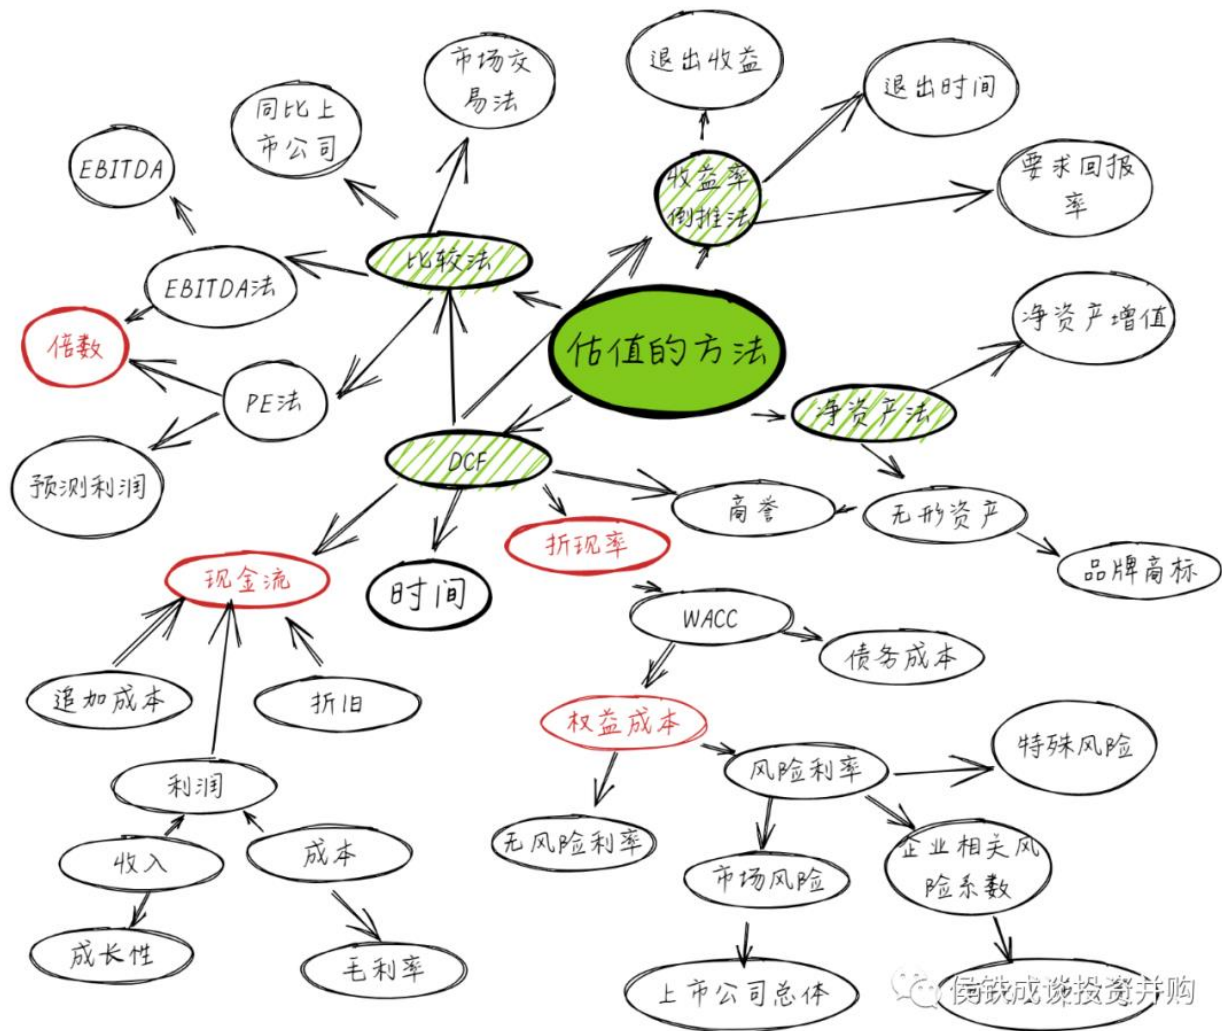 市场交
易法
退出收益
退出时间
同比上
市公司
EBITDA
收益率
倒推法
要求回报
率
比较法
EBITDA法
净资产增值
倍数
估值的方法
PE法
净资产法
DCF
预测利润
商誉
无形资产
折现率
品牌商标
现金流
时间
WACC
债务成本
追加成本
折旧
权益成本
特殊风险
风险利率
利润
无风险利率
收入
成本
市场风险
企业相关风
险系数
成长性
毛利率
上市公司总体
侯铁成谈投资并购